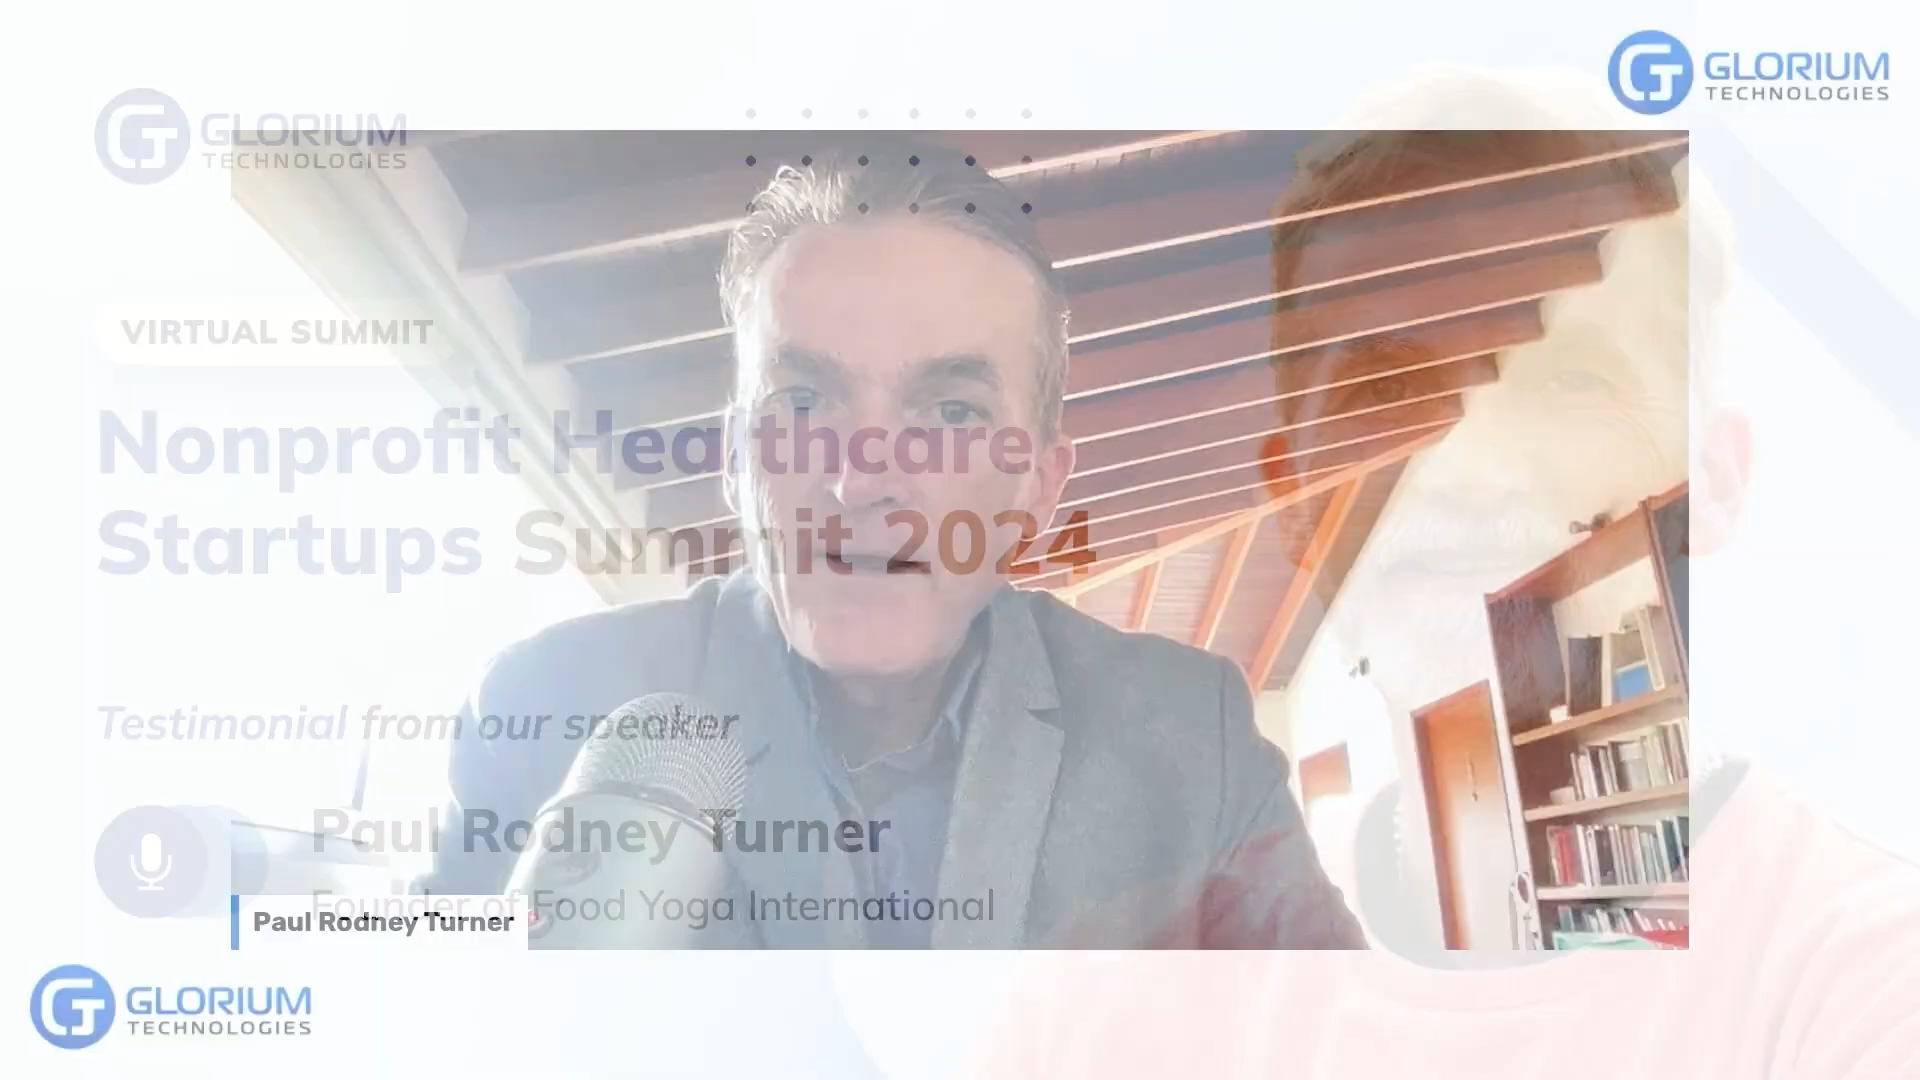 GLORIUM
TECHNOLOGIES
GLORIUM
TECHNOLOGIES
VIRTUAL SUMMIT
Nonprofit Healthcare
Startups Summit 2024
Testimonial from our speaker
Paul Rodney Turner
Founder of Food Yoga International
Paul Rodney Turner
GLORIUM
TECHNOLOGIES